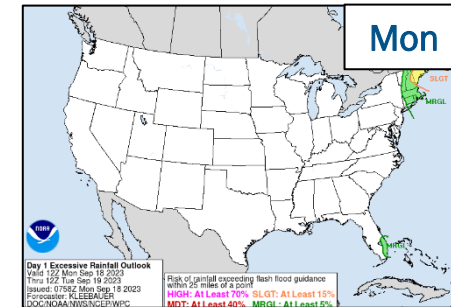 Mon
SLGT
MRGL
MRGL
NOAA
Day 1 Excessive Rainfall Outlook
Valid 12Z Mon Sep 18 2023
Thru 12Z Tue Sep 19 2023
Issued: 0758Z Mon Sep 18 2023
Forecaster: KLEEBAUER
DOC/NOAA/NWS/NCEP/WPC
Risk of rainfall exceeding flash flood guidance
within 25 miles of a point
HIGH: At Least 70% SLGT: At Least 15%
MDT: At Least 40% MRGL: At Least 5%